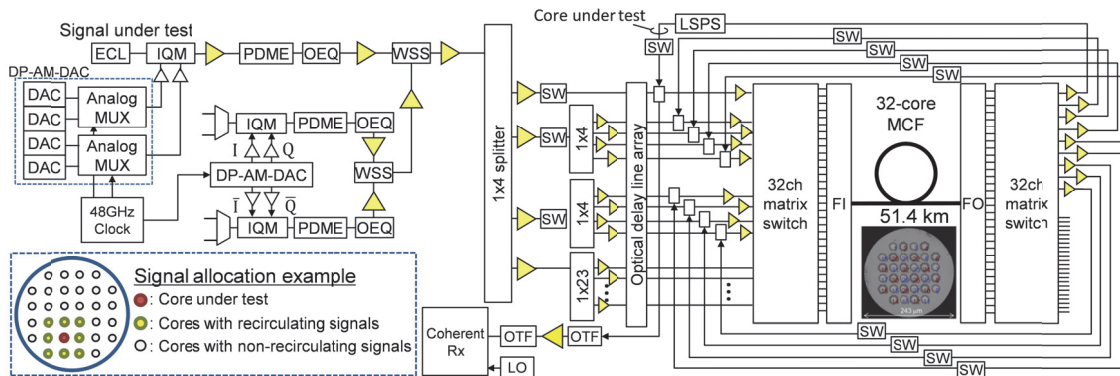 Signal under test
ECL
IQM
PDME
OEQ
WSS
DP-AM-DAC
DAC
DAC
DAC
DAC
Analog
MUX
Analog
MUX
48GHz
Clock
IQM
PDME
OEQ
I
Q
DP-AM-DAC
WSS
I̅
Q̅
IQM
PDME
OEQ
1x4 splitter
SW
SW
1x4
SW
1x4
1x23
Optical delay line array
Core under test
SW
LSPS
SW
SW
SW
SW
32ch
matrix
switch
FI
32-core
MCF
51.4 km
243 μm
FO
32ch
matrix
switch
SW
SW
SW
SW
Coherent
Rx
OTF
OTF
LO
Signal allocation example
: Core under test
: Cores with recirculating signals
: Cores with non-recirculating signals